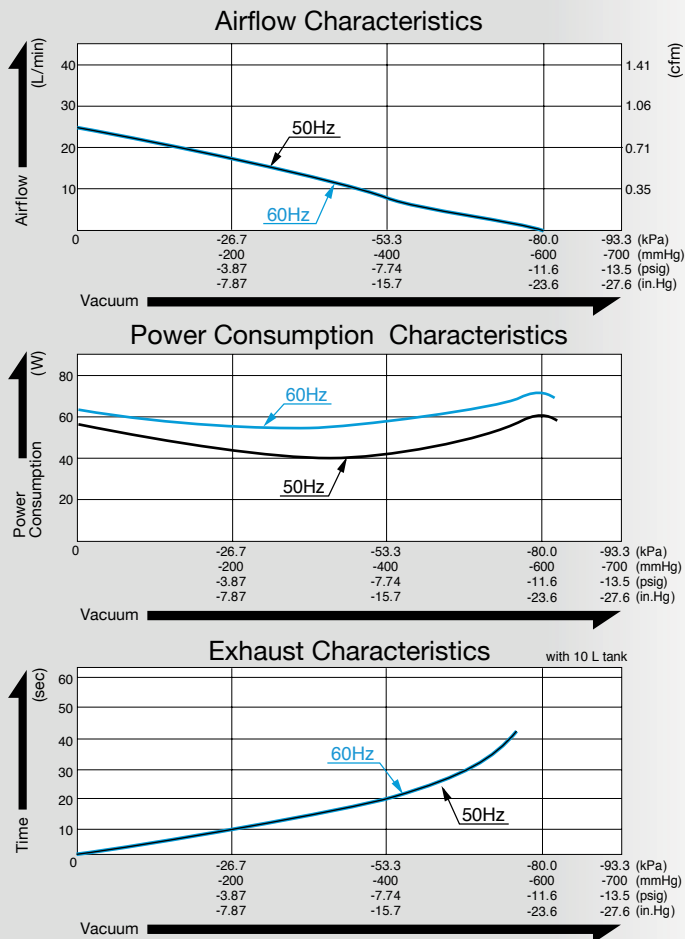 Airflow Characteristics
(L/min)
(cfm)
Airflow
40
30
20
10
1.41
1.06
0.71
0.35
50Hz
60Hz
0 -26.7 -53.3 -80.0 -93.3 (kPa)
-200 -400 -600 -700 (mmHg)
-3.87 -7.74 -11.6 -13.5 (psig)
-7.87 -15.7 -23.6 -27.6 (in.Hg)
Vacuum
Power Consumption Characteristics
(W)
Power
Consumption
80
60
40
20
60Hz
50Hz
0 -26.7 -53.3 -80.0 -93.3 (kPa)
-200 -400 -600 -700 (mmHg)
-3.87 -7.74 -11.6 -13.5 (psig)
-7.87 -15.7 -23.6 -27.6 (in.Hg)
Vacuum
Exhaust Characteristics
with 10 L tank
(sec)
Time
60
50
40
30
20
10
60Hz
50Hz
0 -26.7 -53.3 -80.0 -93.3 (kPa)
-200 -400 -600 -700 (mmHg)
-3.87 -7.74 -11.6 -13.5 (psig)
-7.87 -15.7 -23.6 -27.6 (in.Hg)
Vacuum